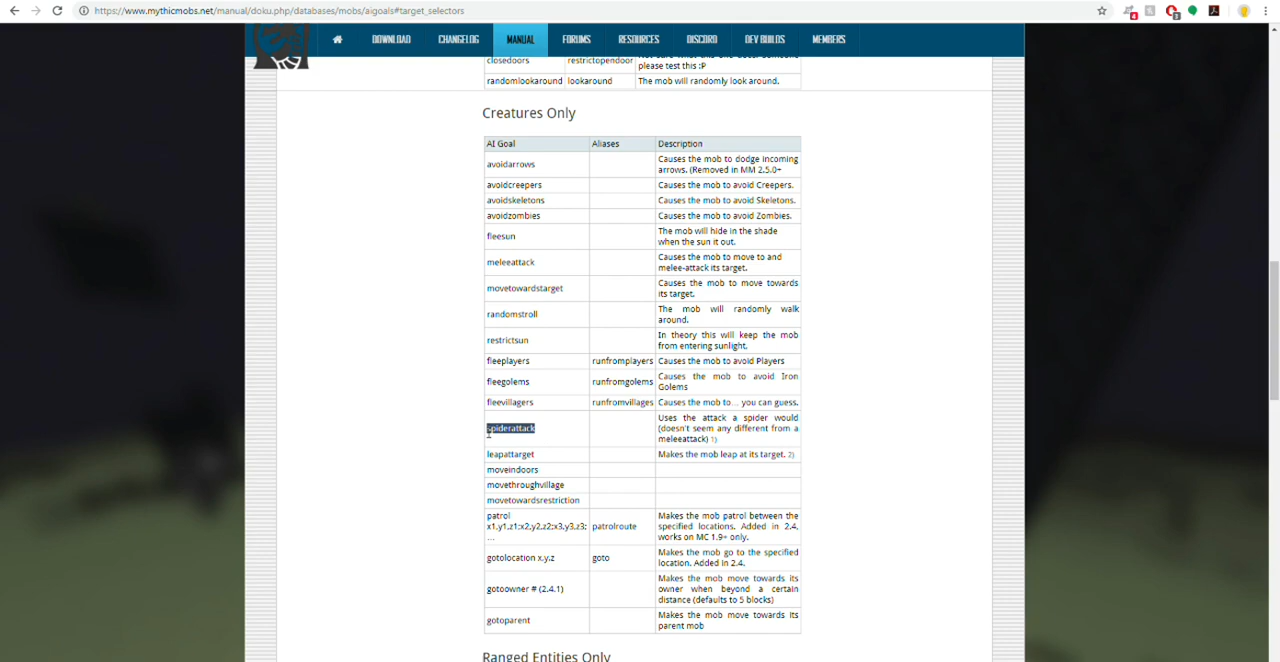 https://www.mythicmobs.net/manual/doku.php/databases/mobs/aigoals#target_selectors
DOWNLOAD CHANGELOG MANUAL FORUMS RESOURCES DISCORD DEV BUILDS MEMBERS
closedoors restrictopendoor
please test this :P
randomlookaround lookaround The mob will randomly look around.
Creatures Only
AI Goal Aliases Description
avoidarrows Causes the mob to dodge incoming
arrows. (Removed in MM 2.5.0+
avoidcreepers Causes the mob to avoid Creepers.
avoidskeletons Causes the mob to avoid Skeletons.
avoidzombies Causes the mob to avoid Zombies.
fleesun The mob will hide in the shade
when the sun it out.
meleeattack Causes the mob to move to and
melee-attack its target.
movetowardstarget Causes the mob to move towards
its target.
randomstroll The mob will randomly walk
around.
restrictsun In theory this will keep the mob
from entering sunlight.
fleeplayers runfromplayers Causes the mob to avoid Players
fleegolems runfromgolems Causes the mob to avoid Iron
Golems
fleevillagers runfromvillages Causes the mob to... you can guess.
spiderattack Uses the attack a spider would
(doesn't seem any different from a
meleeattack) 1)
leapattarget Makes the mob leap at its target. 2)
moveindoors
movethroughvillage
movetowardsrestriction
patrol
x1,y1,z1;x2,y2,z2;x3,y3,z3;
...
patrolroute
Makes the mob patrol between the
specified locations. Added in 2.4,
works on MC 1.9+ only.
gotolocation x,y,z goto Makes the mob go to the specified
location. Added in 2.4.
gotoowner # (2.4.1) Makes the mob move towards its
owner when beyond a certain
distance (defaults to 5 blocks)
gotoparent Makes the mob move towards its
parent mob
Ranged Entities Only